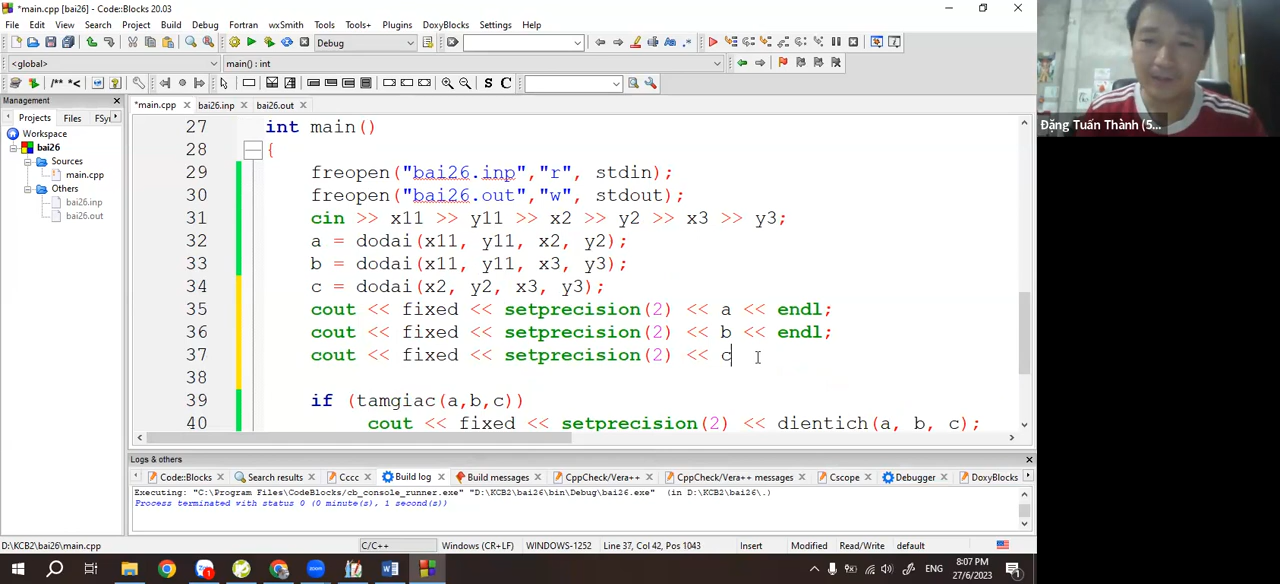 *main.cpp [bai26] - Code::Blocks 20.03
File Edit View Search Project Build Debug Fortran wxSmith Tools Tools+ Plugins DoxyBlocks Settings Help
Debug
<global> main() : int
/** *< S C
Management
Projects Files FSy
Workspace
bai26
Sources
main.cpp
Others
bai26.inp
bai26.out
*main.cpp bai26.inp bai26.out
27 int main()
28 {
29 freopen("bai26.inp","r", stdin);
30 freopen("bai26.out","w", stdout);
31 cin >> x11 >> y11 >> x2 >> y2 >> x3 >> y3;
32 a = dodai(x11, y11, x2, y2);
33 b = dodai(x11, y11, x3, y3);
34 c = dodai(x2, y2, x3, y3);
35 cout << fixed << setprecision(2) << a << endl;
36 cout << fixed << setprecision(2) << b << endl;
37 cout << fixed << setprecision(2) << c
38
39 if (tamgiac(a,b,c))
40 cout << fixed << setprecision(2) << dientich(a, b, c);
Đặng Tuấn Thành (5...
Logs & others
Code::Blocks Search results Cccc Build log Build messages CppCheck/Vera++ CppCheck/Vera++ messages Cscope Debugger DoxyBlocks
Executing: "C:\Program Files\CodeBlocks/cb_console_runner.exe" "D:\KCB2\bai26\bin\Debug\bai26.exe" (in D:\KCB2\bai26\.)
Process terminated with status 0 (0 minute(s), 1 second(s))
D:\KCB2\bai26\main.cpp C/C++ Windows (CR+LF) WINDOWS-1252 Line 37, Col 42, Pos 1043 Insert Modified Read/Write default
ENG
8:07 PM
27/6/2023